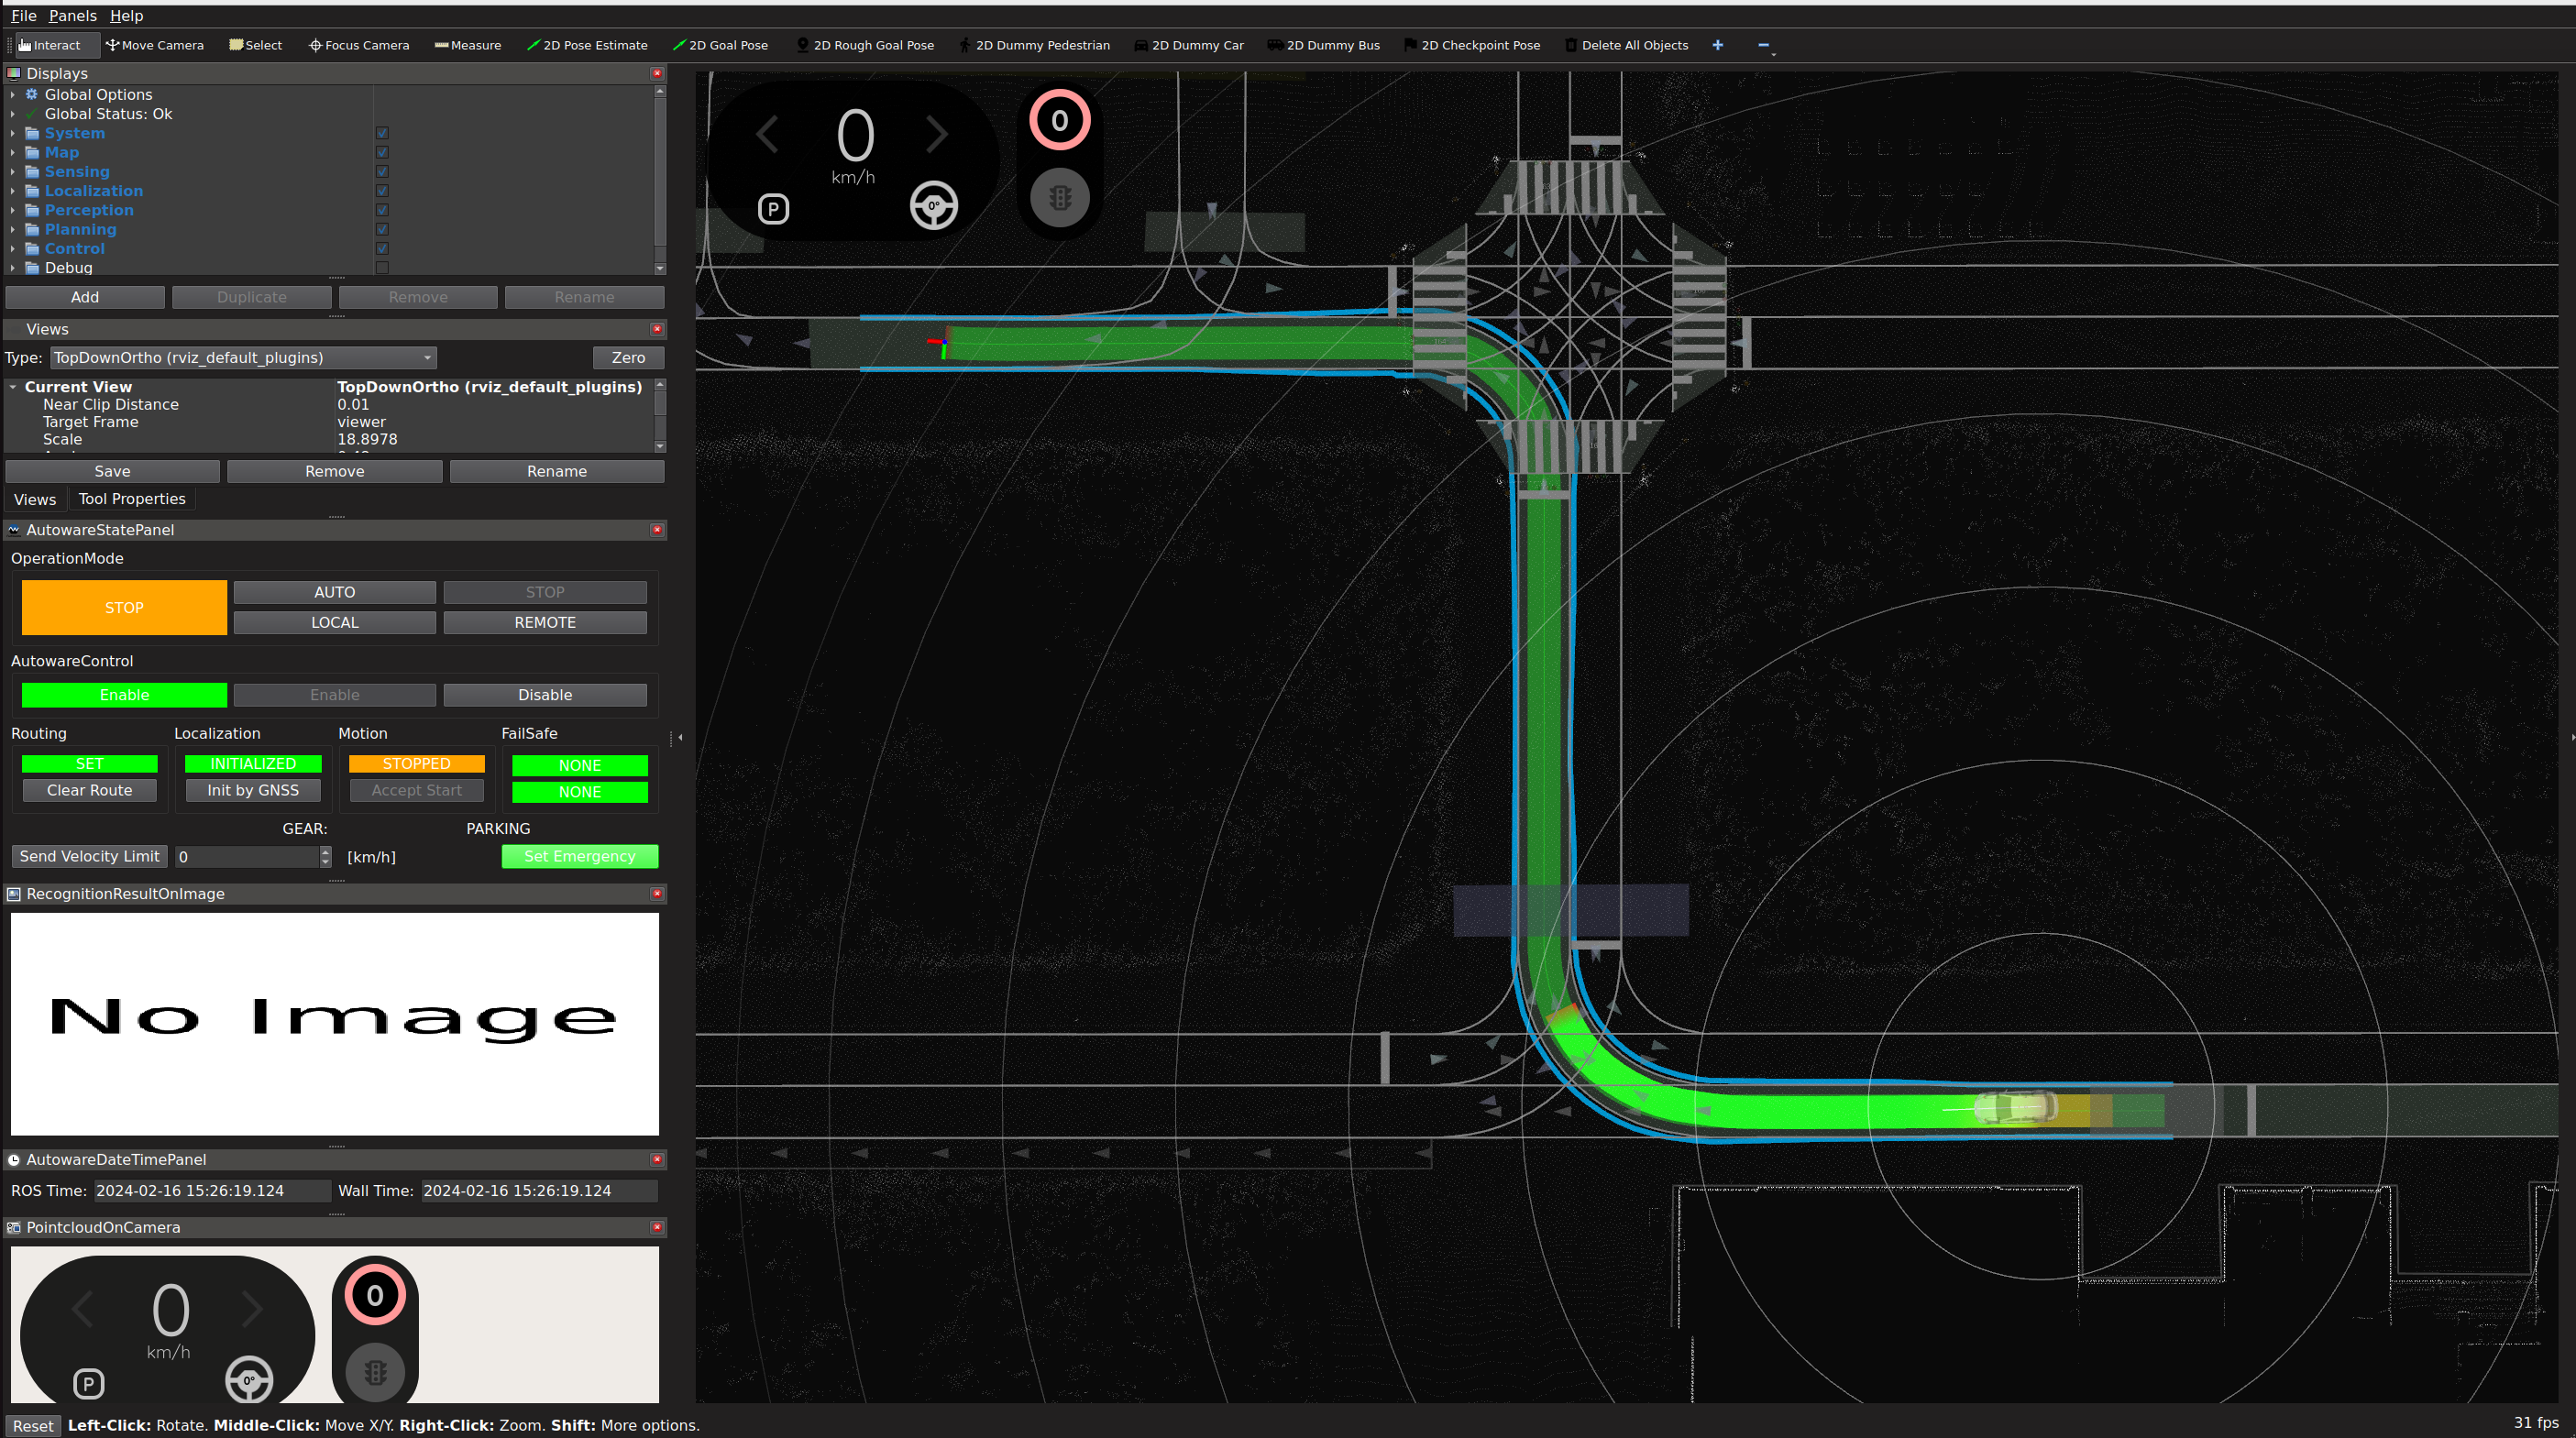 File Panels Help
Interact Move Camera Select Focus Camera Measure 2D Pose Estimate 2D Goal Pose 2D Rough Goal Pose 2D Dummy Pedestrian 2D Dummy Car 2D Dummy Bus 2D Checkpoint Pose Delete All Objects
Displays
Global Options
Global Status: Ok
System
Map
Sensing
Localization
Perception
Planning
Control
Debug
Add Duplicate Remove Rename
Views
Type: TopDownOrtho (rviz_default_plugins) Zero
Current View TopDownOrtho (rviz_default_plugins)
Near Clip Distance 0.01
Target Frame viewer
Scale 18.8978
Save Remove Rename
Views Tool Properties
AutowareStatePanel
OperationMode
STOP AUTO STOP
LOCAL REMOTE
AutowareControl
Enable Enable Disable
Routing Localization Motion FailSafe
SET INITIALIZED STOPPED NONE
Clear Route Init by GNSS Accept Start NONE
GEAR: PARKING
Send Velocity Limit 0 [km/h] Set Emergency
RecognitionResultOnImage
No Image
AutowareDateTimePanel
ROS Time: 2024-02-16 15:26:19.124 Wall Time: 2024-02-16 15:26:19.124
PointcloudOnCamera
0 0
km/h
P 0°
Reset Left-Click: Rotate. Middle-Click: Move X/Y. Right-Click: Zoom. Shift: More options.
0 0
km/h
P 0°
31 fps